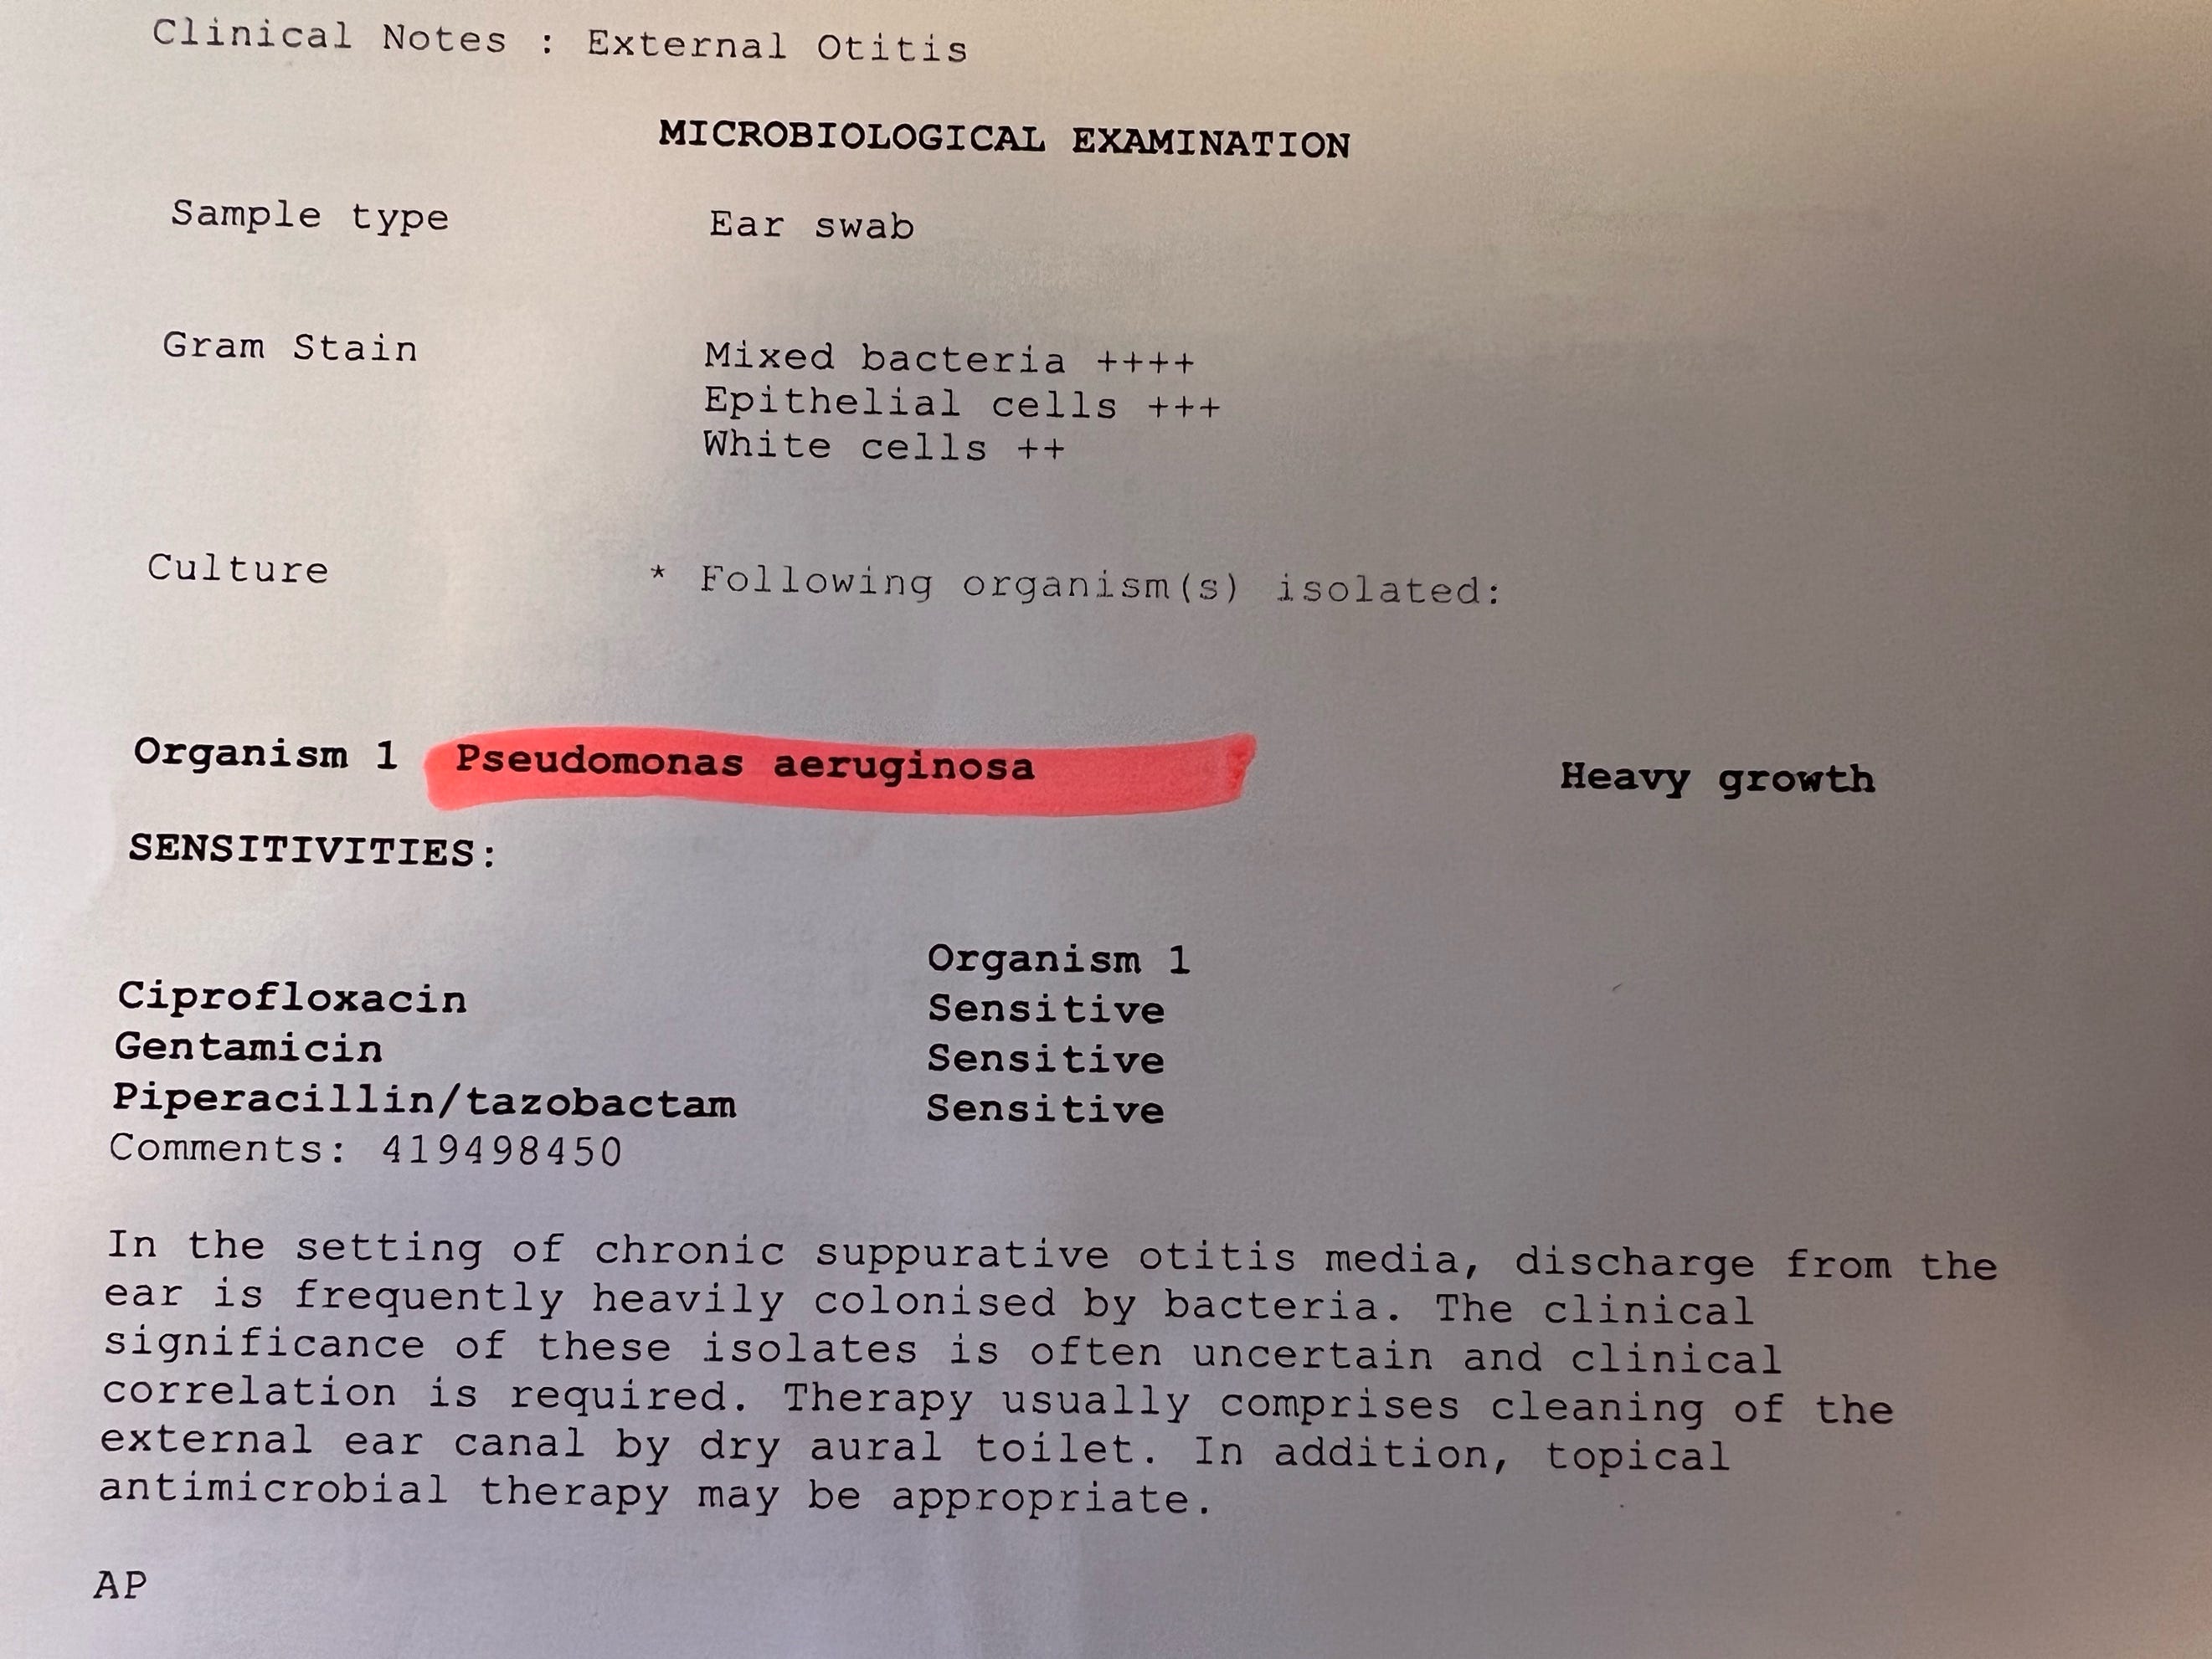 Clinical Notes : External Otitis
MICROBIOLOGICAL EXAMINATION
Sample type Ear swab
Gram Stain Mixed bacteria ++++
Epithelial cells +++
White cells ++
Culture * Following organism(s) isolated:
Organism 1 Pseudomonas aeruginosa Heavy growth
SENSITIVITIES:
Organism 1
Ciprofloxacin Sensitive
Gentamicin Sensitive
Piperacillin/tazobactam Sensitive
Comments: 419498450
In the setting of chronic suppurative otitis media, discharge from the
ear is frequently heavily colonised by bacteria. The clinical
significance of these isolates is often uncertain and clinical
correlation is required. Therapy usually comprises cleaning of the
external ear canal by dry aural toilet. In addition, topical
antimicrobial therapy may be appropriate.
AP